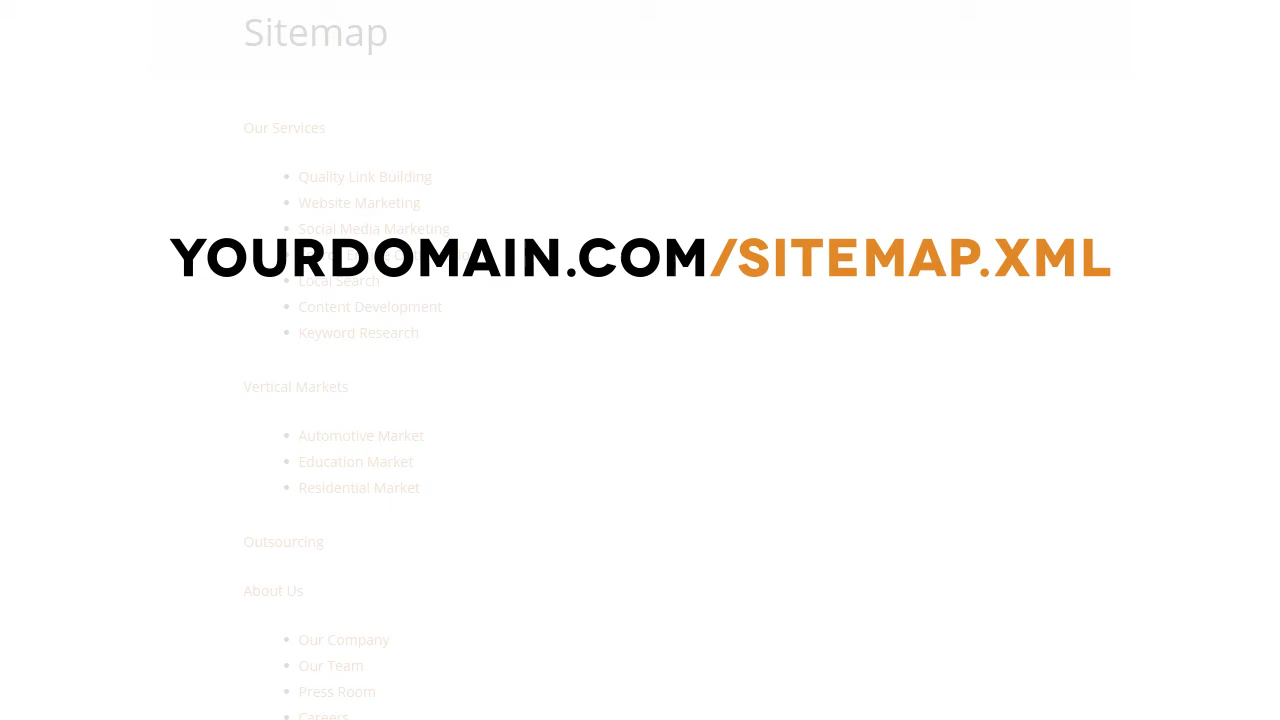 Sitemap
Our Services
Quality Link Building
Website Marketing
Social Media Marketing
YOURDOMAIN.COM/SITEMAP.XML
Local Search
Content Development
Keyword Research
Vertical Markets
Automotive Market
Education Market
Residential Market
Outsourcing
About Us
Our Company
Our Team
Press Room
Careers